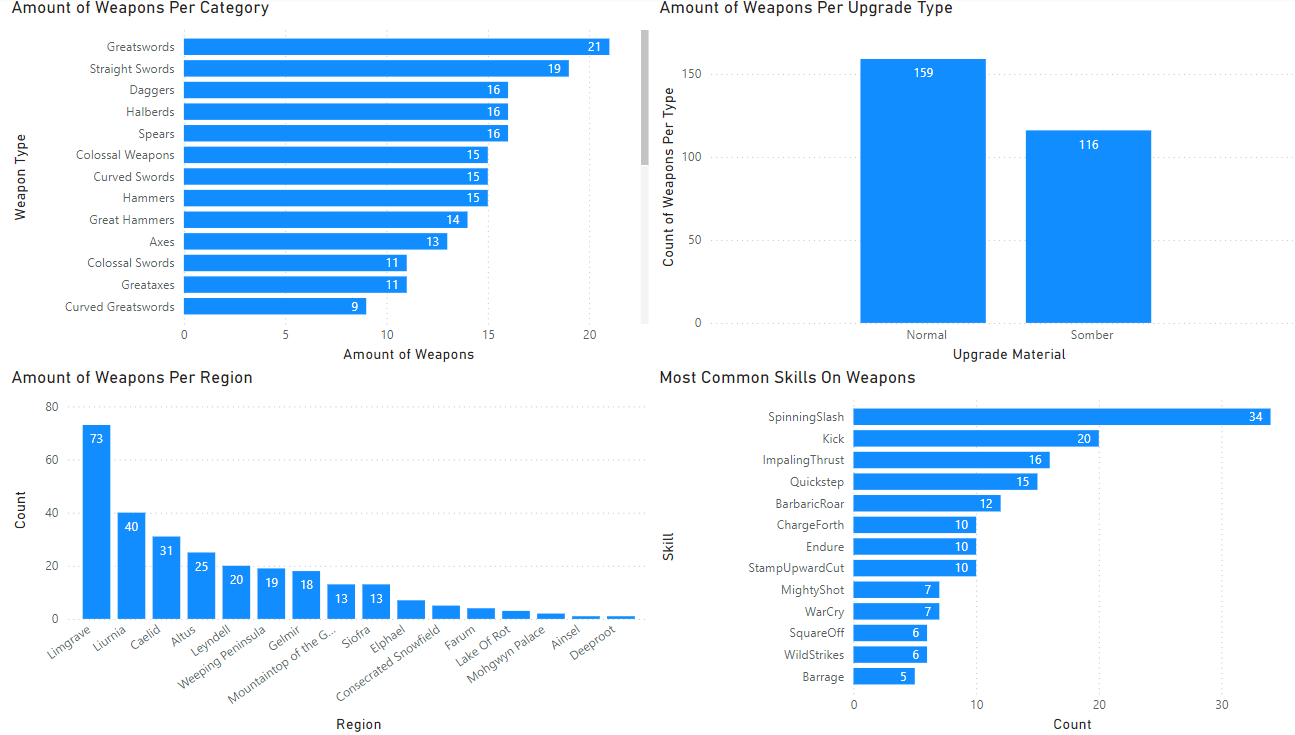 Amount of Weapons Per Category
Weapon Type
Greatswords 21
Straight Swords 19
Daggers 16
Halberds 16
Spears 16
Colossal Weapons 15
Curved Swords 15
Hammers 15
Great Hammers 14
Axes 13
Colossal Swords 11
Greataxes 11
Curved Greatswords 9
0 5 10 15 20
Amount of Weapons
Amount of Weapons Per Upgrade Type
Count of Weapons Per Type
150
100
50
0
159
116
Normal Somber
Upgrade Material
Amount of Weapons Per Region
Count
80
60
40
20
0
73 40 31 25 20 19 18 13 13
Limgrave
Liurnia
Caelid
Altus
Leyndell
Weeping Peninsula
Gelmir
Mountaintop of the G...
Siofra
Elphael
Consecrated Snowfield
Farum
Lake Of Rot
Mohgwyn Palace
Ainsel
Deeproot
Region
Most Common Skills On Weapons
Skill
SpinningSlash 34
Kick 20
ImpalingThrust 16
Quickstep 15
BarbaricRoar 12
ChargeForth 10
Endure 10
StampUpwardCut 10
MightyShot 7
WarCry 7
SquareOff 6
WildStrikes 6
Barrage 5
0 10 20 30
Count